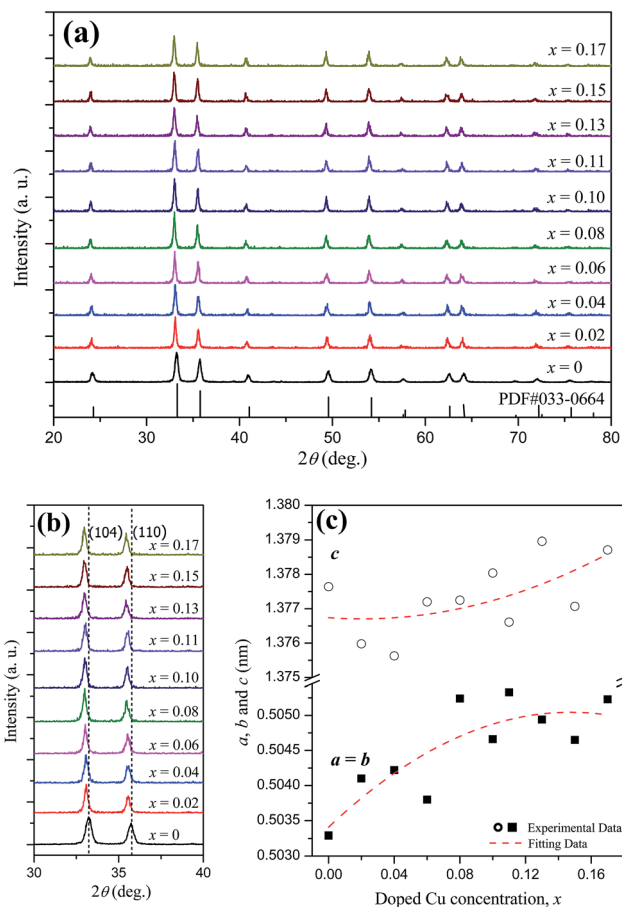 (a)
x = 0.17
x = 0.15
x = 0.13
x = 0.11
x = 0.10
x = 0.08
x = 0.06
x = 0.04
x = 0.02
x = 0
PDF#033-0664
Intensity (a. u.)
20 30 40 50 60 70 80
2θ (deg.)
(b)
(104) (110)
x = 0.17
x = 0.15
x = 0.13
x = 0.11
x = 0.10
x = 0.08
x = 0.06
x = 0.04
x = 0.02
x = 0
Intensity (a. u.)
30 35 40
2θ (deg.)
(c)
1.380
1.379
1.378
1.377
1.376
1.375
0.5050
0.5045
0.5040
0.5035
0.5030
a, b and c (nm)
c
a = b
Experimental Data
Fitting Data
0.00 0.04 0.08 0.12 0.16
Doped Cu concentration, x